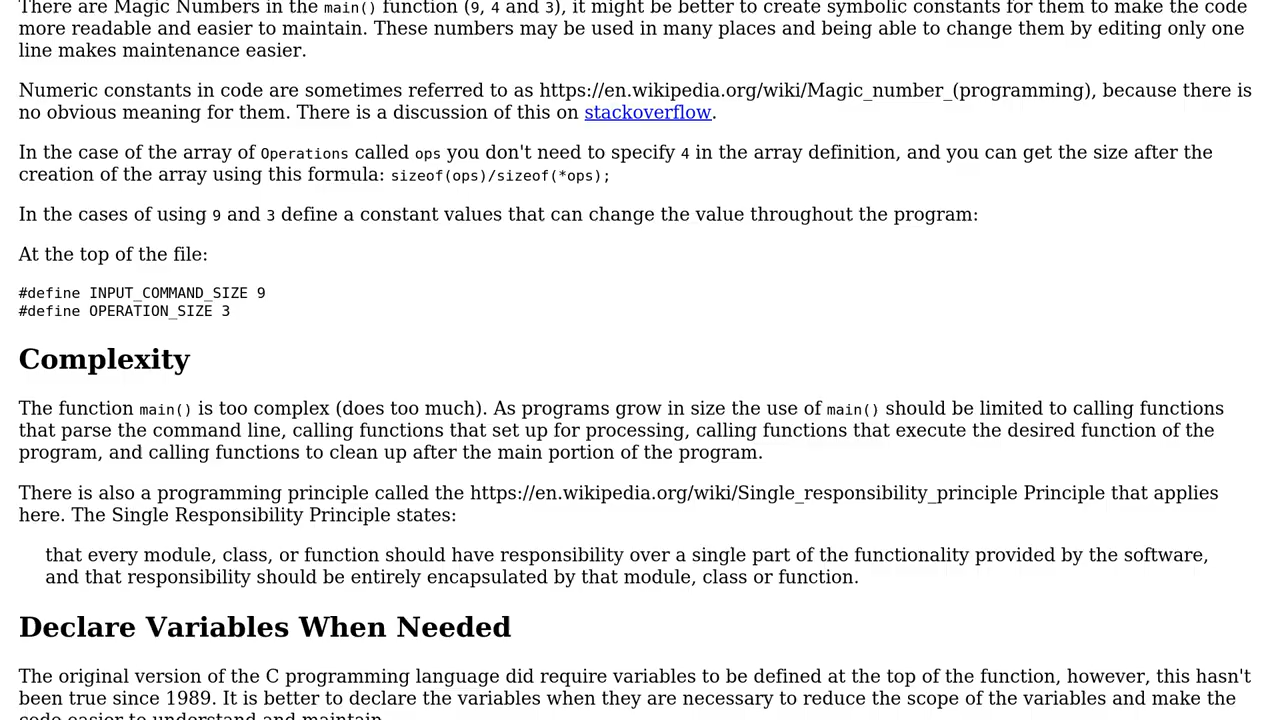 There are Magic Numbers in the main() function (9, 4 and 3), it might be better to create symbolic constants for them to make the code
more readable and easier to maintain. These numbers may be used in many places and being able to change them by editing only one
line makes maintenance easier.
Numeric constants in code are sometimes referred to as https://en.wikipedia.org/wiki/Magic_number_(programming), because there is
no obvious meaning for them. There is a discussion of this on stackoverflow.
In the case of the array of Operations called ops you don't need to specify 4 in the array definition, and you can get the size after the
creation of the array using this formula: sizeof(ops)/sizeof(*ops);
In the cases of using 9 and 3 define a constant values that can change the value throughout the program:
At the top of the file:
#define INPUT_COMMAND_SIZE 9
#define OPERATION_SIZE 3
Complexity
The function main() is too complex (does too much). As programs grow in size the use of main() should be limited to calling functions
that parse the command line, calling functions that set up for processing, calling functions that execute the desired function of the
program, and calling functions to clean up after the main portion of the program.
There is also a programming principle called the https://en.wikipedia.org/wiki/Single_responsibility_principle Principle that applies
here. The Single Responsibility Principle states:
that every module, class, or function should have responsibility over a single part of the functionality provided by the software,
and that responsibility should be entirely encapsulated by that module, class or function.
Declare Variables When Needed
The original version of the C programming language did require variables to be defined at the top of the function, however, this hasn't
been true since 1989. It is better to declare the variables when they are necessary to reduce the scope of the variables and make the
code easier to understand and maintain.